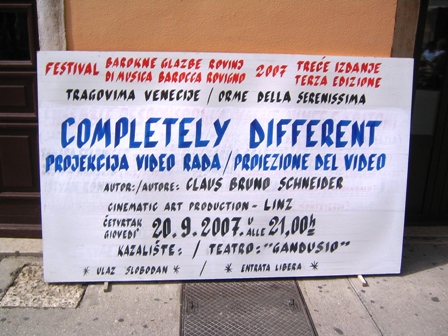 FESTIVAL BAROKNE GLAZBE ROVINJ 2007 TREĆE IZDANJE
DI MUSICA BAROCCA ROVIGNO TERZA EDIZIONE
TRAGOVIMA VENECIJE / ORME DELLA SERENISSIMA
COMPLETELY DIFFERENT
PROJEKCIJA VIDEO RADA / PROIEZIONE DEL VIDEO
AUTOR:/AUTORE: CLAUS BRUNO SCHNEIDER
CINEMATIC ART PRODUCTION - LINZ
ČETVRTAK 20.9.2007. U 21,00h
GIOVEDI' ALLE
KAZALIŠTE: / TEATRO: "GANDUSIO"
* ULAZ SLOBODAN * / * ENTRATA LIBERA *